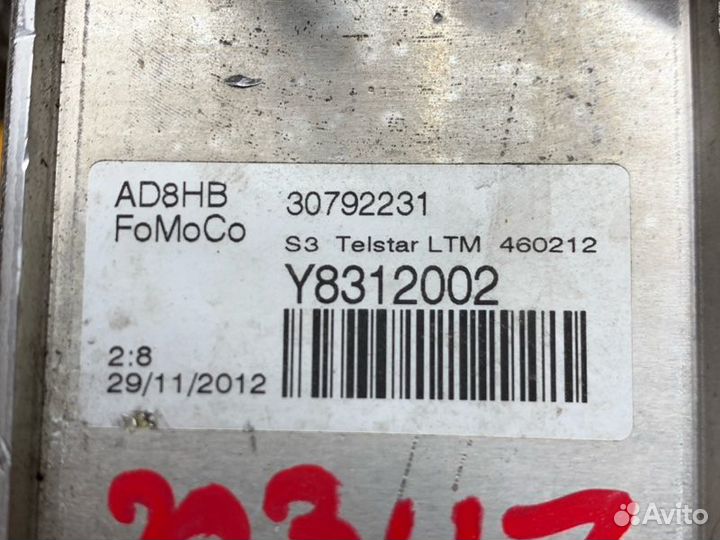 AD8HB 30792231
FoMoCo S3 Telstar LTM 460212
Y8312002
2:8
29/11/2012
Avito